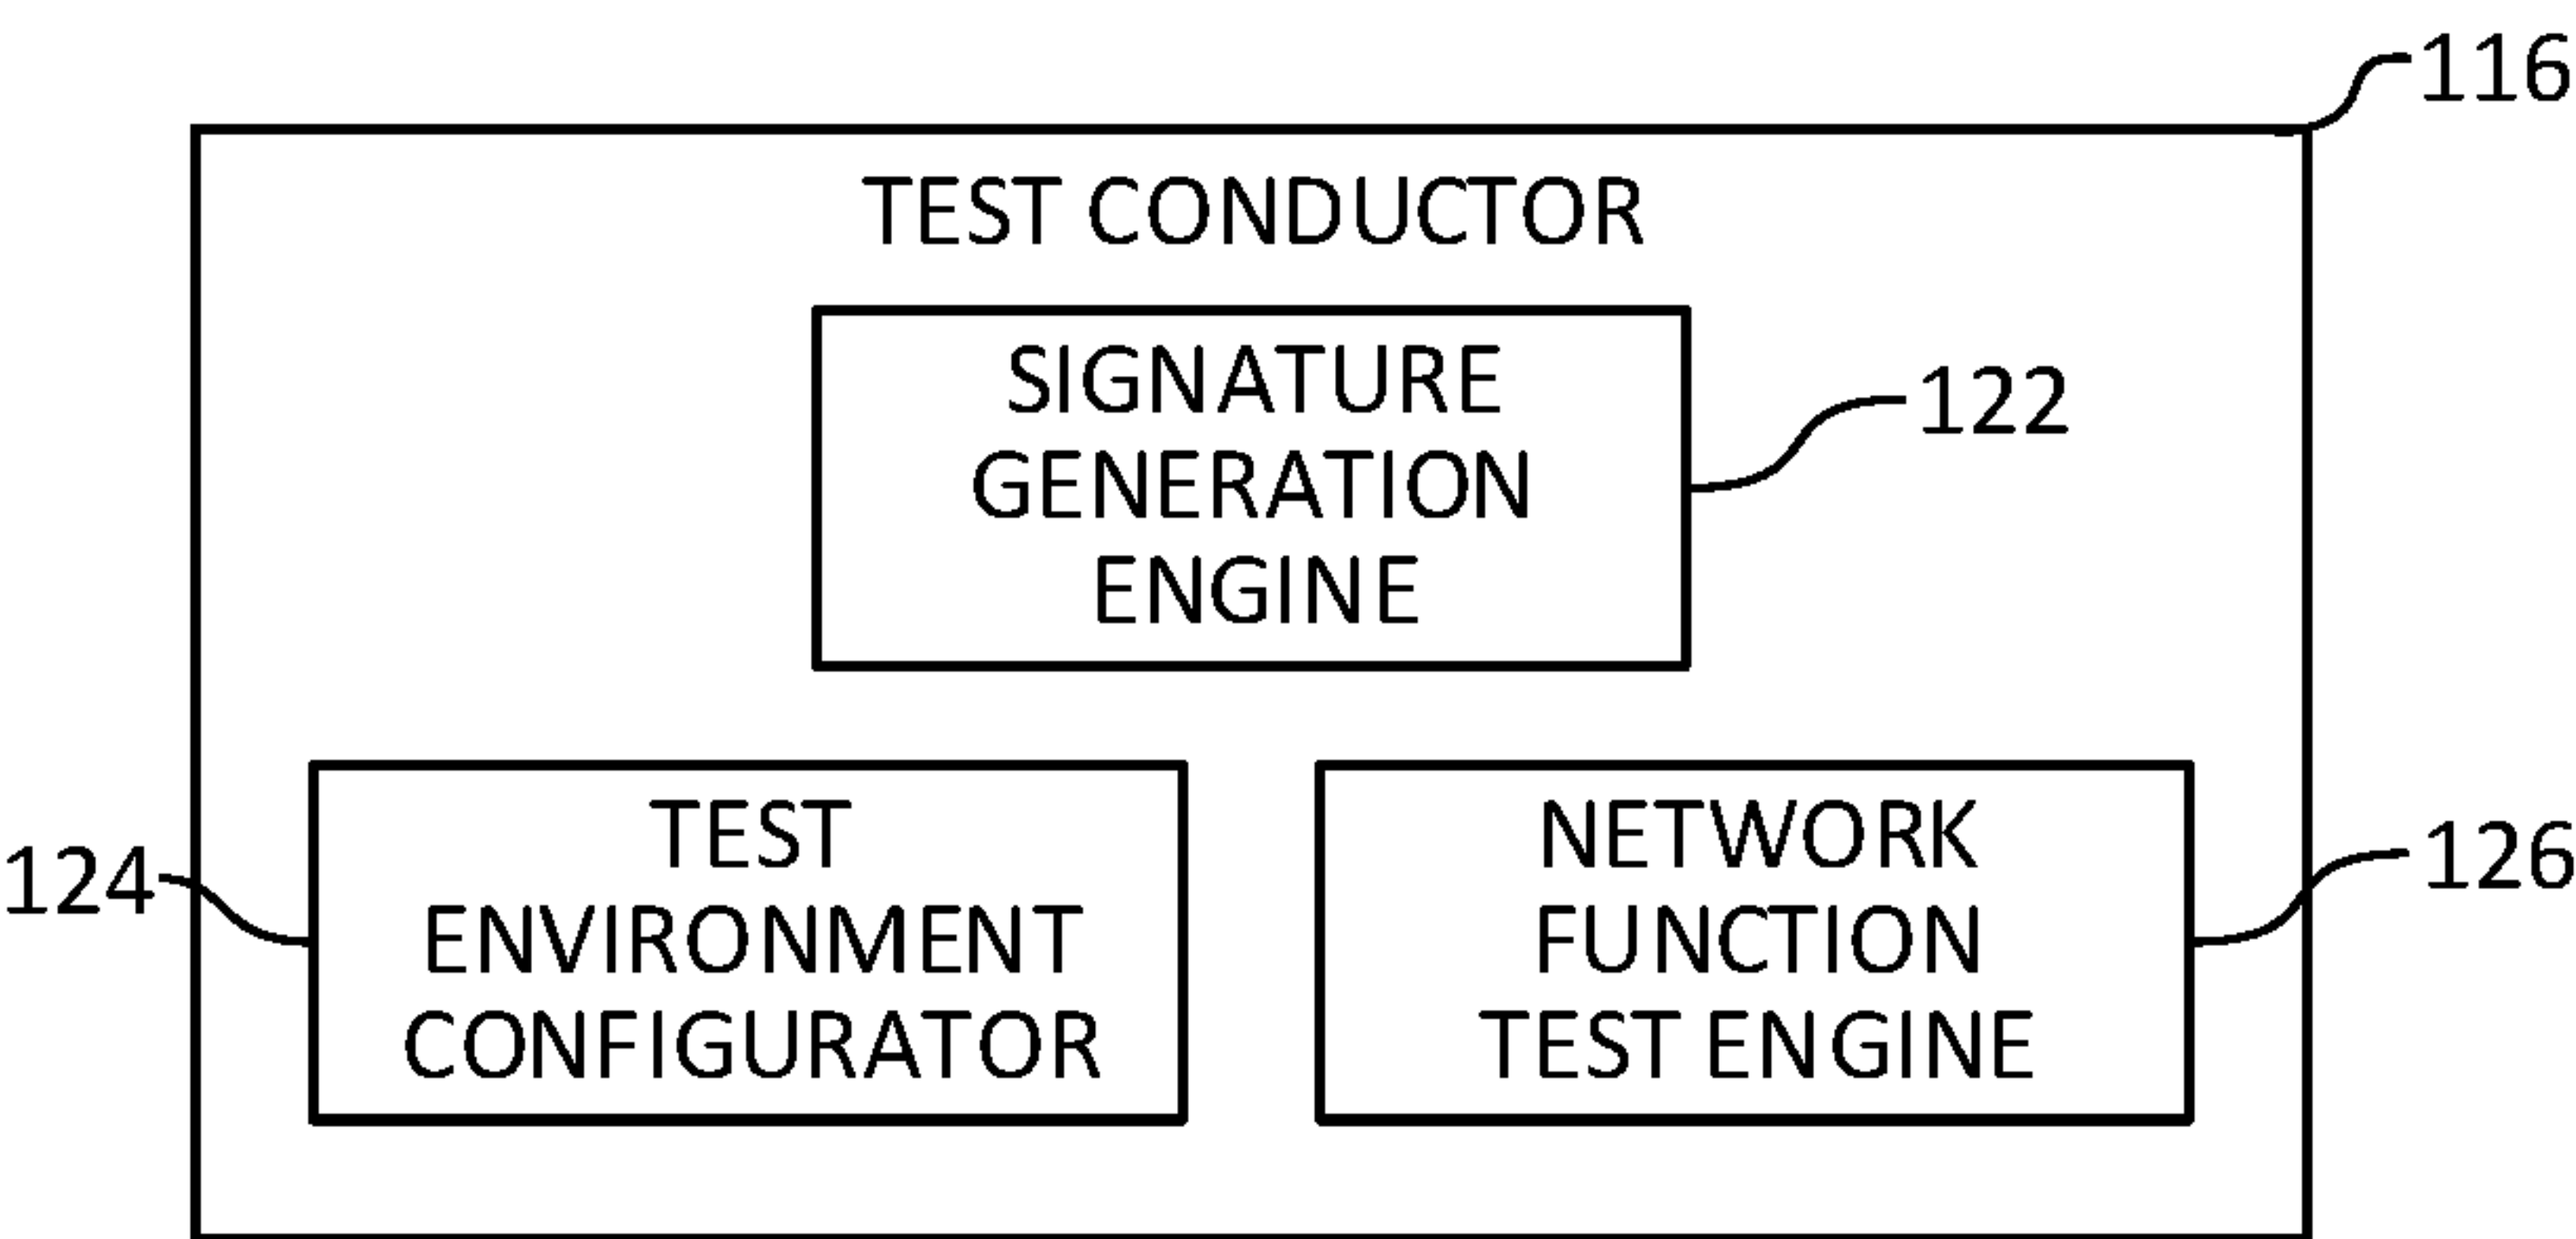 116
TEST CONDUCTOR
SIGNATURE
GENERATION
ENGINE
122
124
TEST
ENVIRONMENT
CONFIGURATOR
NETWORK
FUNCTION
TEST ENGINE
126